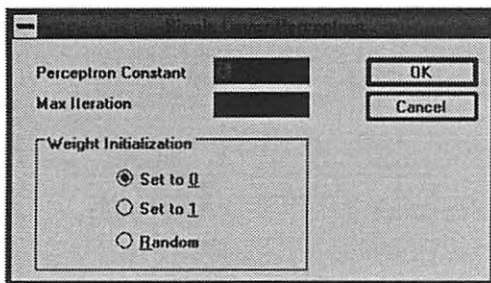 Perceptron Constant
OK
Max Iteration
Cancel
Weight Initialization
Set to 0
Set to 1
Random